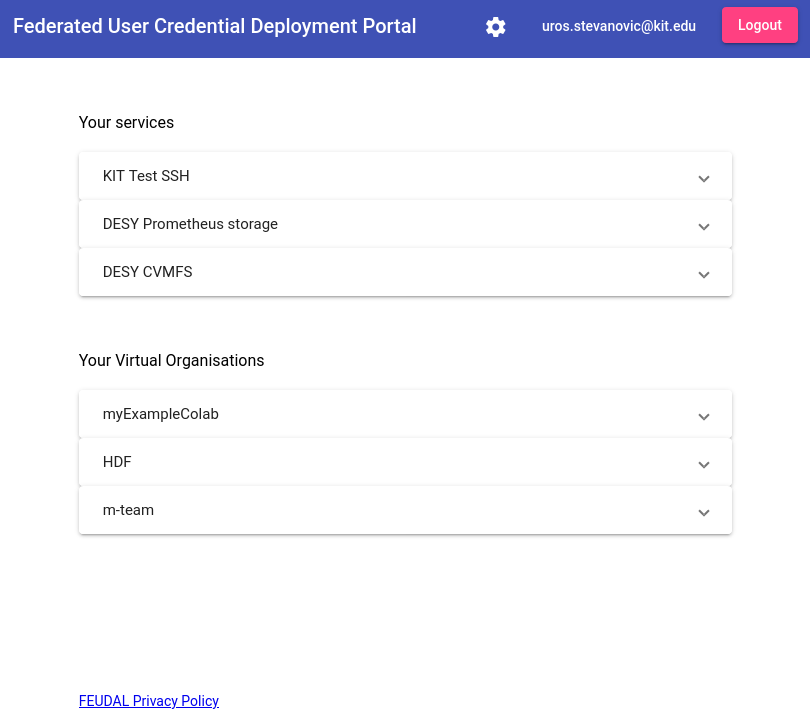 Federated User Credential Deployment Portal
uros.stevanovic@kit.edu
Logout
Your services
KIT Test SSH
DESY Prometheus storage
DESY CVMFS
Your Virtual Organisations
myExampleColab
HDF
m-team
FEUDAL Privacy Policy